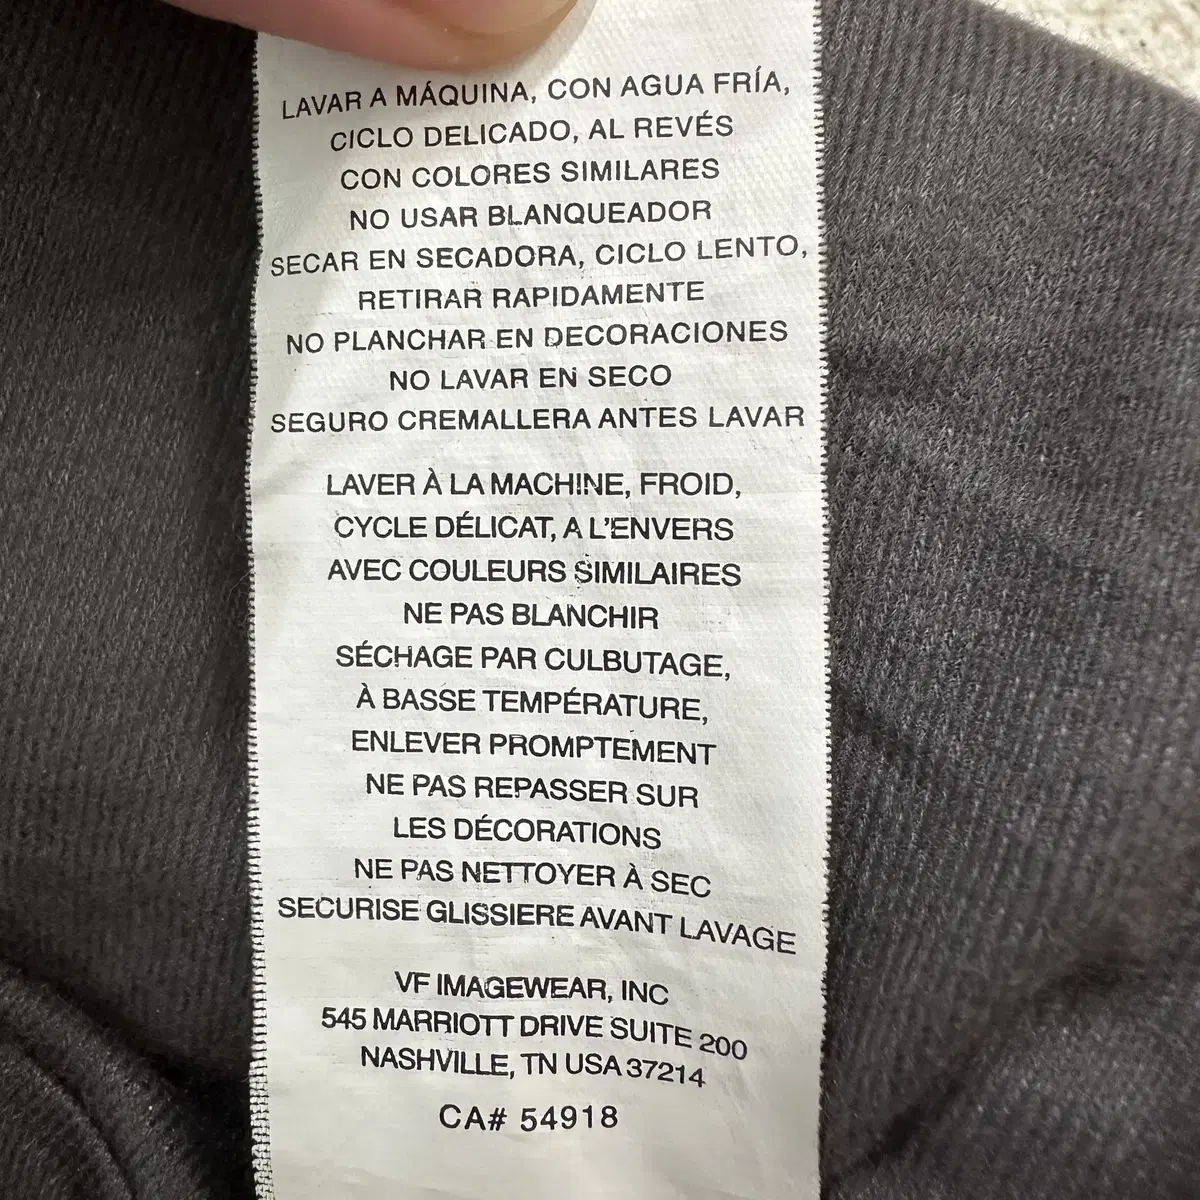 LAVAR A MÁQUINA, CON AGUA FRÍA,
CICLO DELICADO, AL REVÉS
CON COLORES SIMILARES
NO USAR BLANQUEADOR
SECAR EN SECADORA, CICLO LENTO,
RETIRAR RAPIDAMENTE
NO PLANCHAR EN DECORACIONES
NO LAVAR EN SECO
SEGURO CREMALLERA ANTES LAVAR
LAVER À LA MACHINE, FROID,
CYCLE DÉLICAT, A L'ENVERS
AVEC COULEURS SIMILAIRES
NE PAS BLANCHIR
SÉCHAGE PAR CULBUTAGE,
À BASSE TEMPÉRATURE,
ENLEVER PROMPTEMENT
NE PAS REPASSER SUR
LES DÉCORATIONS
NE PAS NETTOYER À SEC
SECURISE GLISSIERE AVANT LAVAGE
VF IMAGEWEAR, INC
545 MARRIOTT DRIVE SUITE 200
NASHVILLE, TN USA 37214
CA# 54918